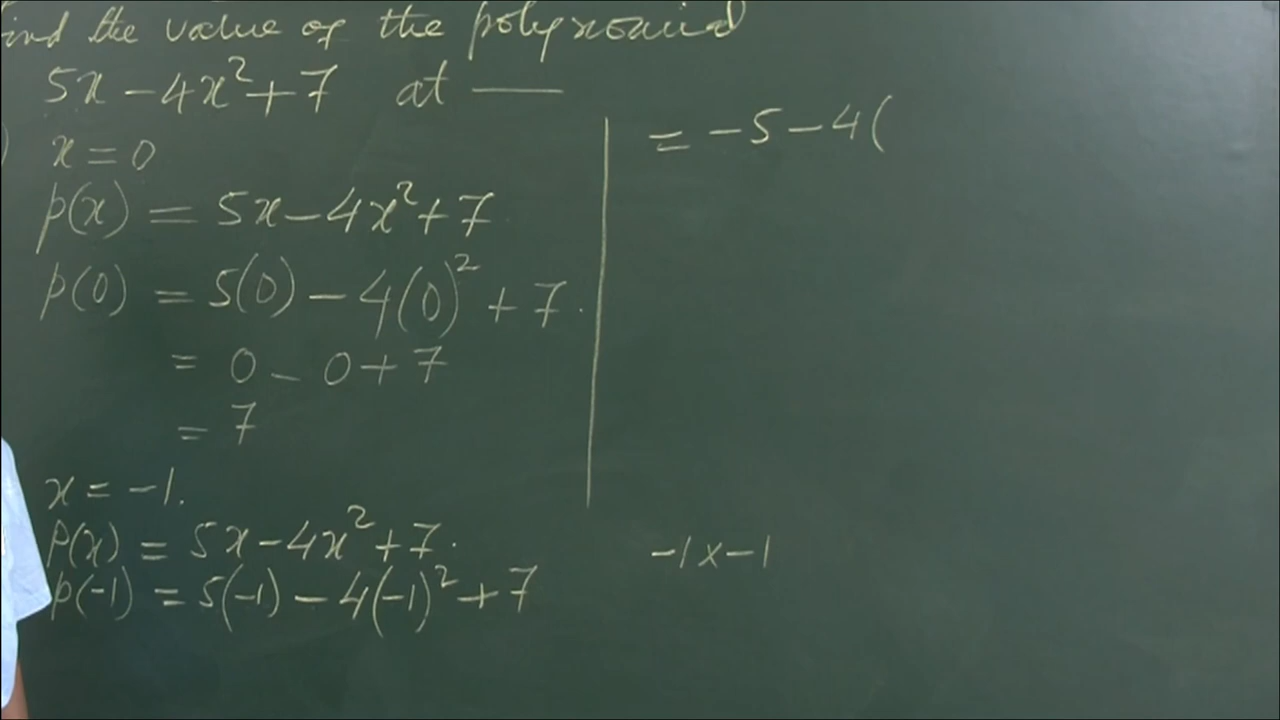 ind the value of the polynomial
5x - 4x² + 7 at —
) x = 0
p(x) = 5x - 4x² + 7
p(0) = 5(0) - 4(0)² + 7.
= 0 - 0 + 7
= 7
x = -1.
P(x) = 5x - 4x² + 7.
p(-1) = 5(-1) - 4(-1)² + 7
= -5 - 4(
-1 x -1